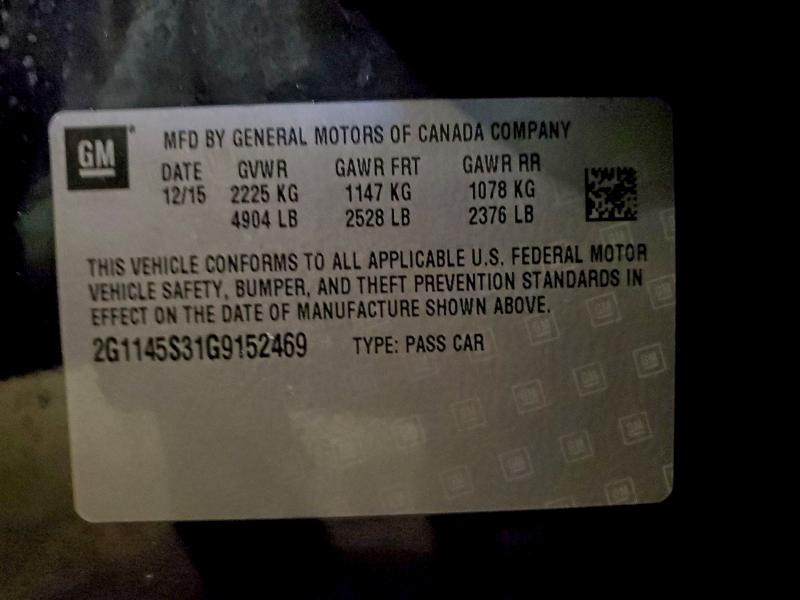 GM
MFD BY GENERAL MOTORS OF CANADA COMPANY
DATE GVWR GAWR FRT GAWR RR
12/15 2225 KG 1147 KG 1078 KG
4904 LB 2528 LB 2376 LB
THIS VEHICLE CONFORMS TO ALL APPLICABLE U.S. FEDERAL MOTOR
VEHICLE SAFETY, BUMPER, AND THEFT PREVENTION STANDARDS IN
EFFECT ON THE DATE OF MANUFACTURE SHOWN ABOVE.
2G1145S31G9152469 TYPE: PASS CAR